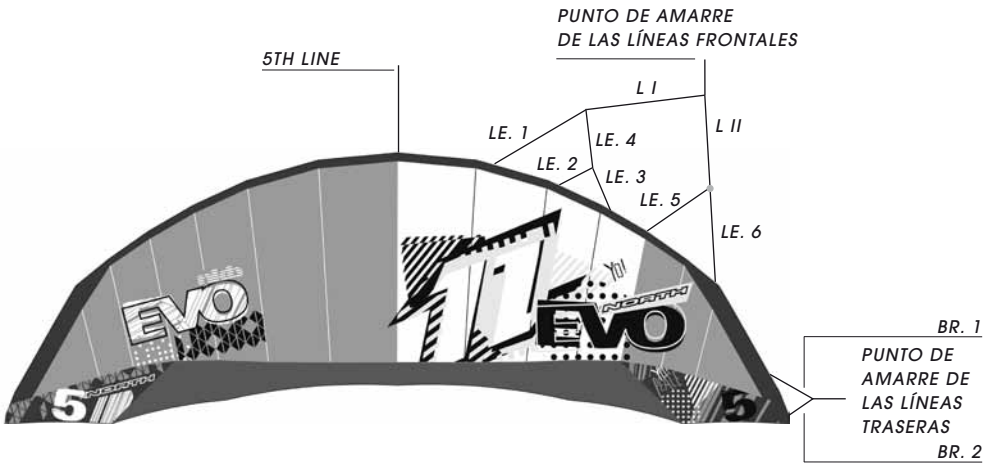 PUNTO DE AMARRE
DE LAS LÍNEAS FRONTALES
5TH LINE
L I
L II
LE. 1
LE. 4
LE. 2
LE. 3
LE. 5
LE. 6
YO!
11
EVO
NORTH
EVO
5
NORTH
5
BR. 1
PUNTO DE
AMARRE DE
LAS LÍNEAS
TRASERAS
BR. 2